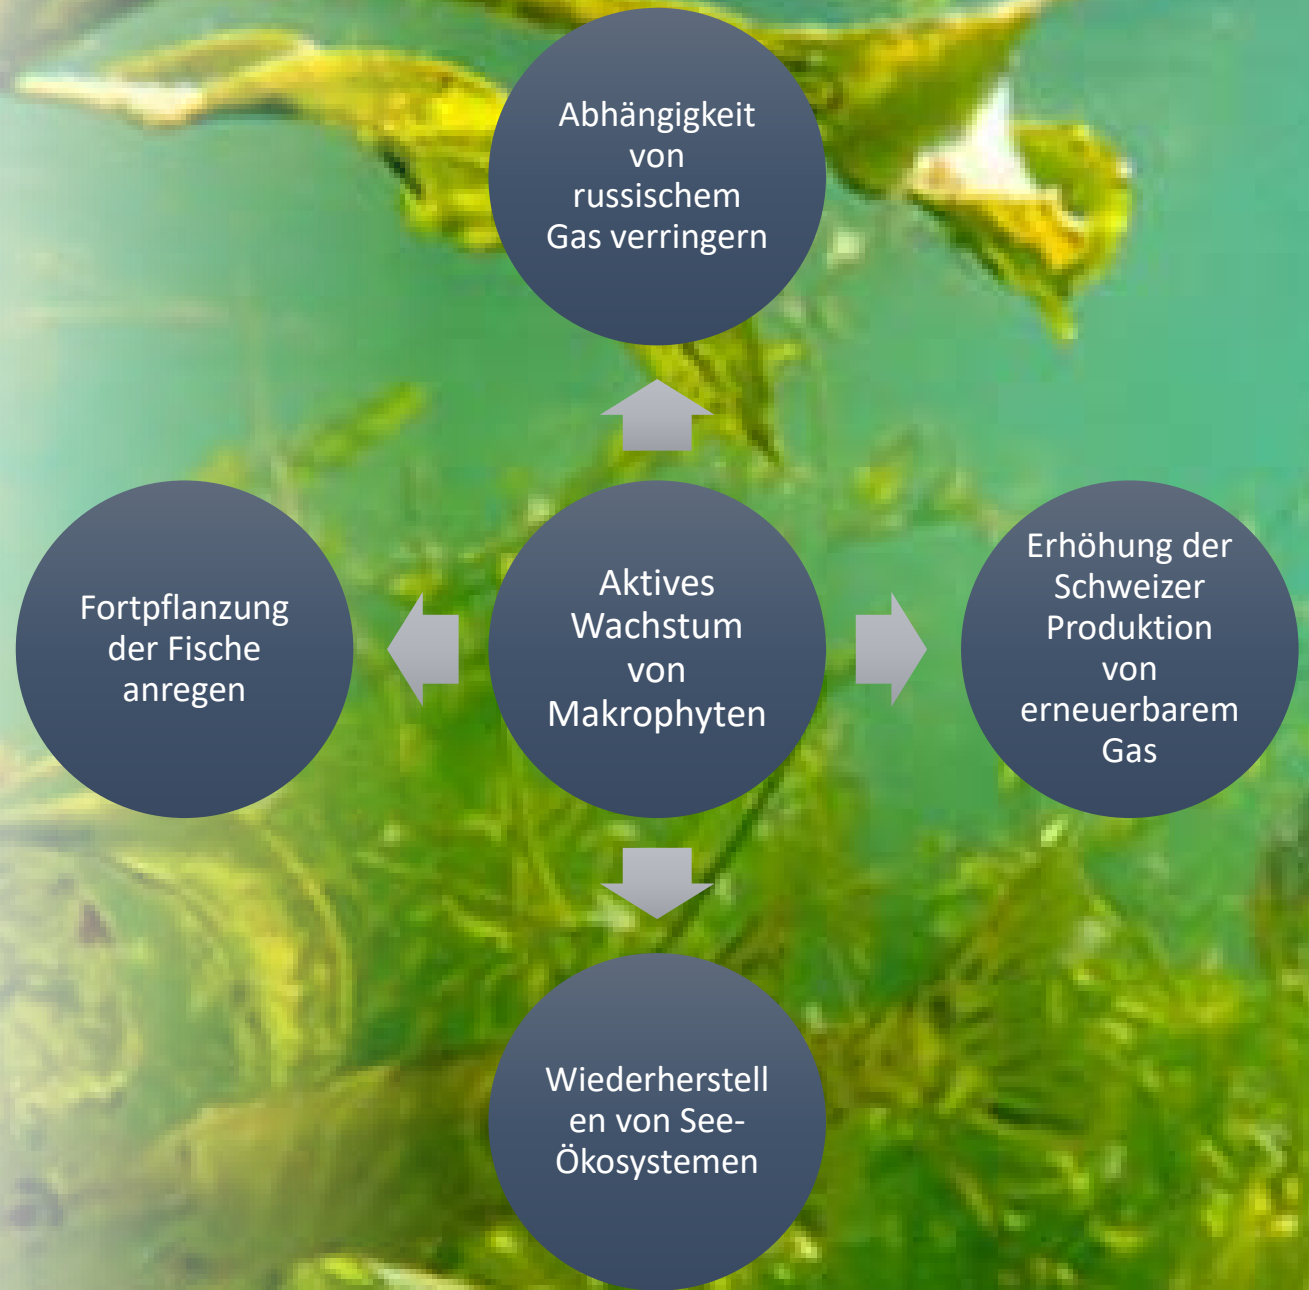 Abhängigkeit
von
russischem
Gas verringern
Fortpflanzung
der Fische
anregen
Aktives
Wachstum
von
Makrophyten
Erhöhung der
Schweizer
Produktion
von
erneuerbarem
Gas
Wiederherstell
en von See-
Ökosystemen